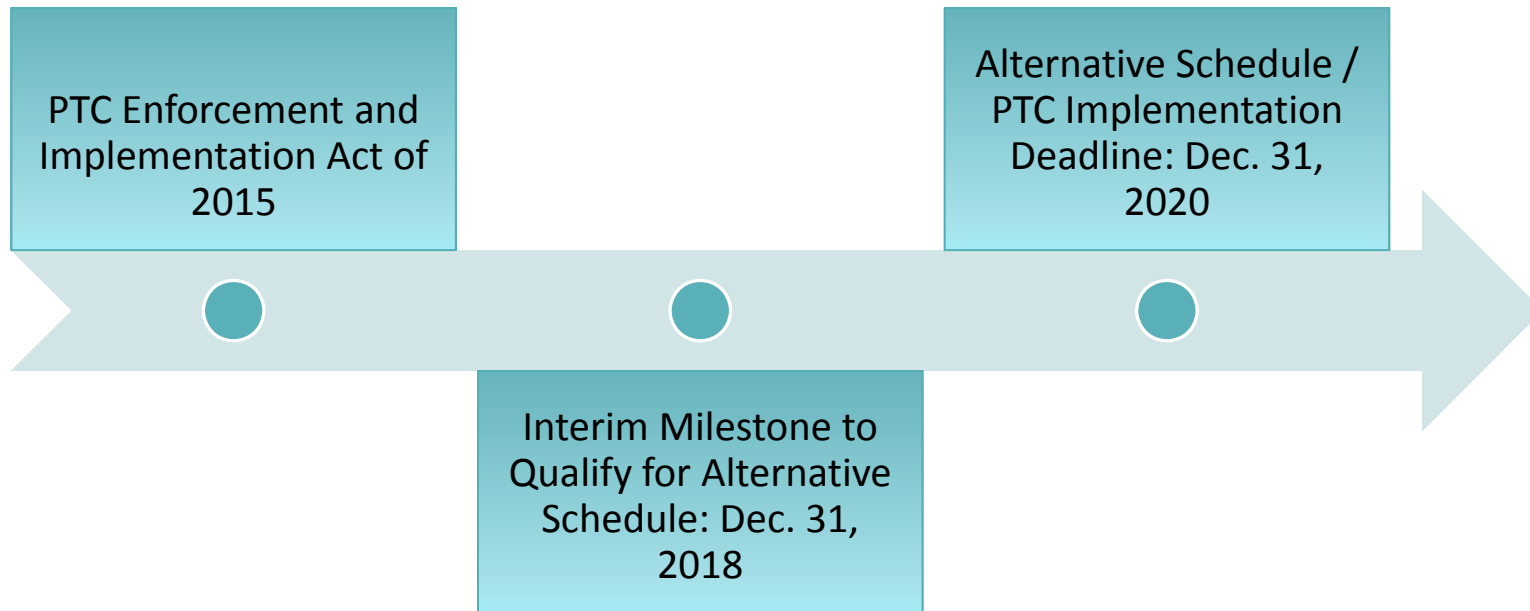 PTC Enforcement and
Implementation Act of
2015
Interim Milestone to
Qualify for Alternative
Schedule: Dec. 31,
2018
Alternative Schedule /
PTC Implementation
Deadline: Dec. 31,
2020